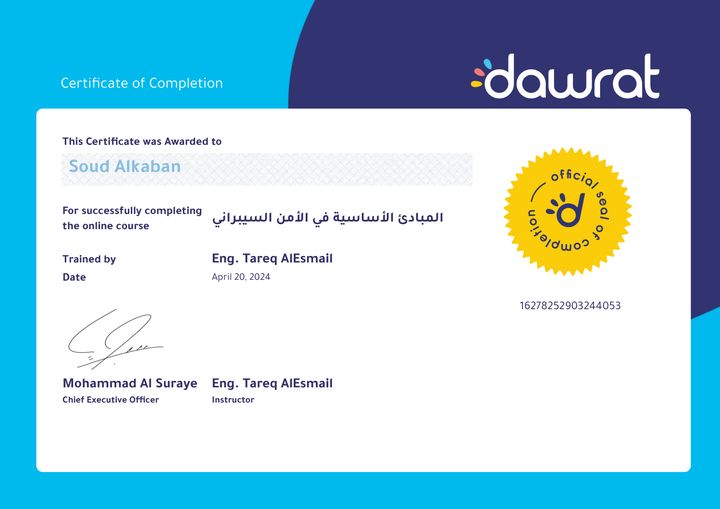 Certificate of Completion
dawrat
This Certificate was Awarded to
Soud Alkaban
For successfully completing
the online course
المبادئ الأساسية في الأمن السيبراني
official seal of completion
d
Trained by
Eng. Tareq AlEsmail
Date
April 20, 2024
16278252903244053
Mohammad Al Suraye
Eng. Tareq AlEsmail
Chief Executive Officer
Instructor